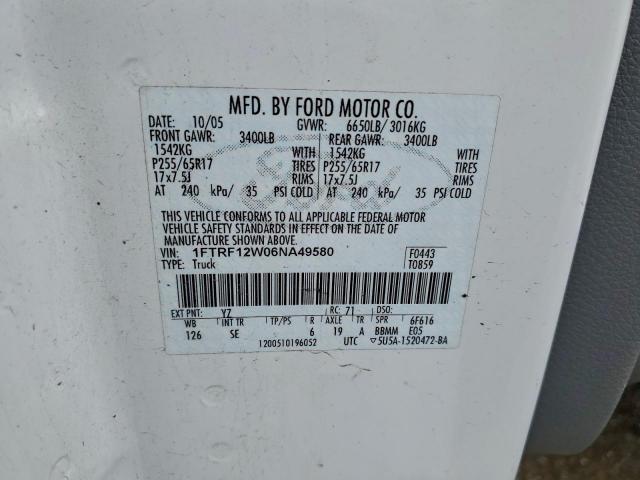 MFD. BY FORD MOTOR CO.
DATE: 10/05 GVWR: 6650LB/ 3016KG
FRONT GAWR: 3400LB REAR GAWR: 3400LB
1542KG WITH 1542KG WITH
P255/65R17 TIRES P255/65R17 TIRES
17x7.5J RIMS 17x7.5J RIMS
AT 240 kPa/ 35 PSI COLD AT 240 kPa/ 35 PSI COLD
THIS VEHICLE CONFORMS TO ALL APPLICABLE FEDERAL MOTOR
VEHICLE SAFETY STANDARDS IN EFFECT ON THE DATE OF
MANUFACTURE SHOWN ABOVE.
VIN: 1FTRF12W06NA49580 F0443
TYPE: Truck T0859
EXT PNT: YZ RC: 71 DSO:
WB INT TR TP/PS R AXLE TR SPR 6F616
126 SE 6 19 A BBMM E05
1200510196052 UTC ▽5U5A-1520472-BA
Ford